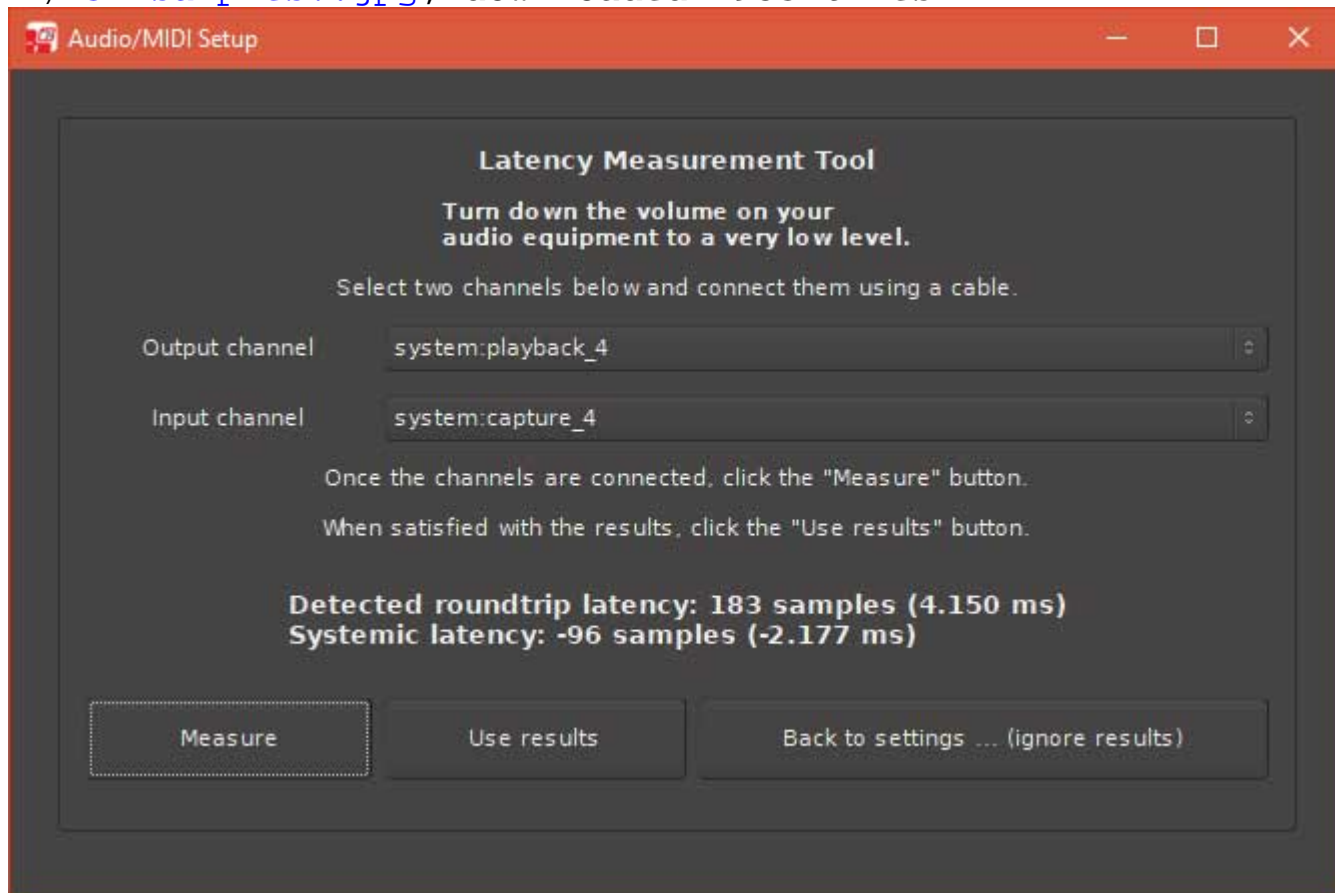 Audio/MIDI Setup
Latency Measurement Tool
Turn down the volume on your
audio equipment to a very low level.
Select two channels below and connect them using a cable.
Output channel system:playback_4
Input channel system:capture_4
Once the channels are connected, click the "Measure" button.
When satisfied with the results, click the "Use results" button.
Detected roundtrip latency: 183 samples (4.150 ms)
Systemic latency: -96 samples (-2.177 ms)
Measure Use results Back to settings ... (ignore results)